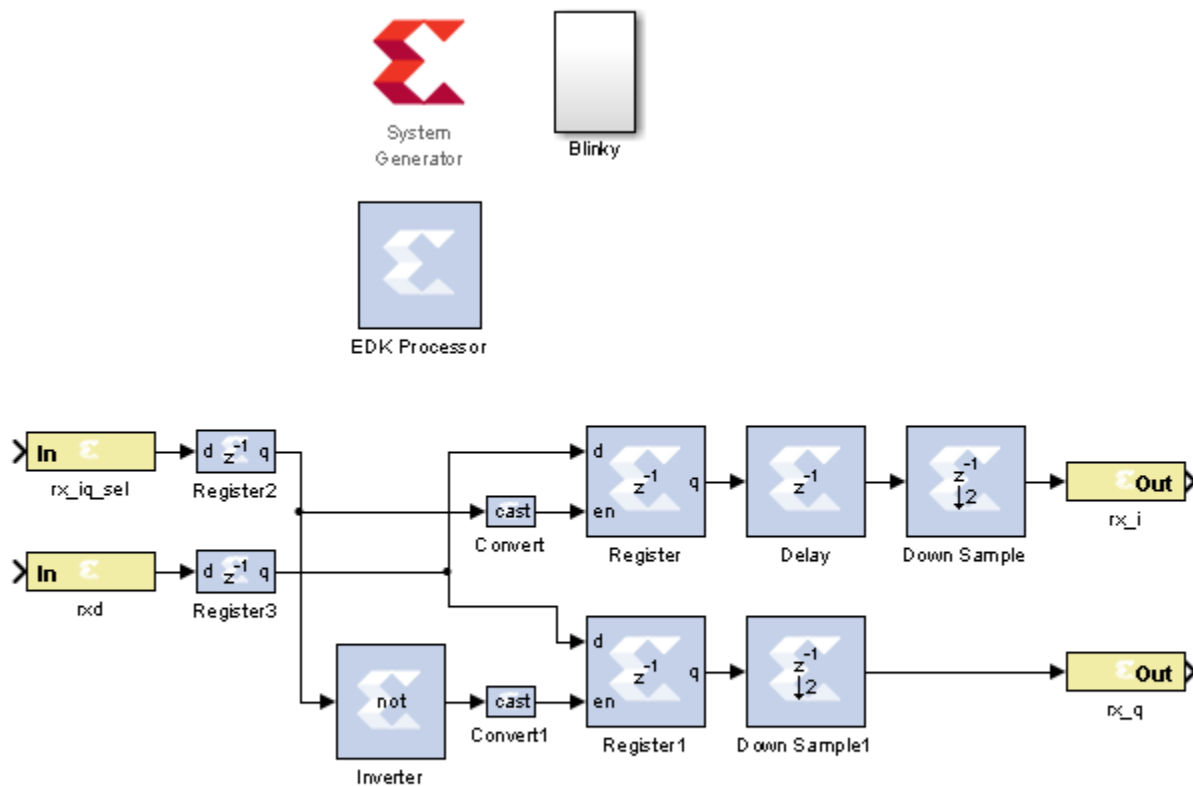 System
Generator
Blinky
EDK Processor
In
rx_iq_sel
d z⁻¹ q
Register2
cast
Convert
d
z⁻¹ q
en
Register
z⁻¹
Delay
z⁻¹
↓2
Down Sample
Out
rx_i
In
rxd
d z⁻¹ q
Register3
not
Inverter
cast
Convert1
d
z⁻¹ q
en
Register1
z⁻¹
↓2
Down Sample1
Out
rx_q